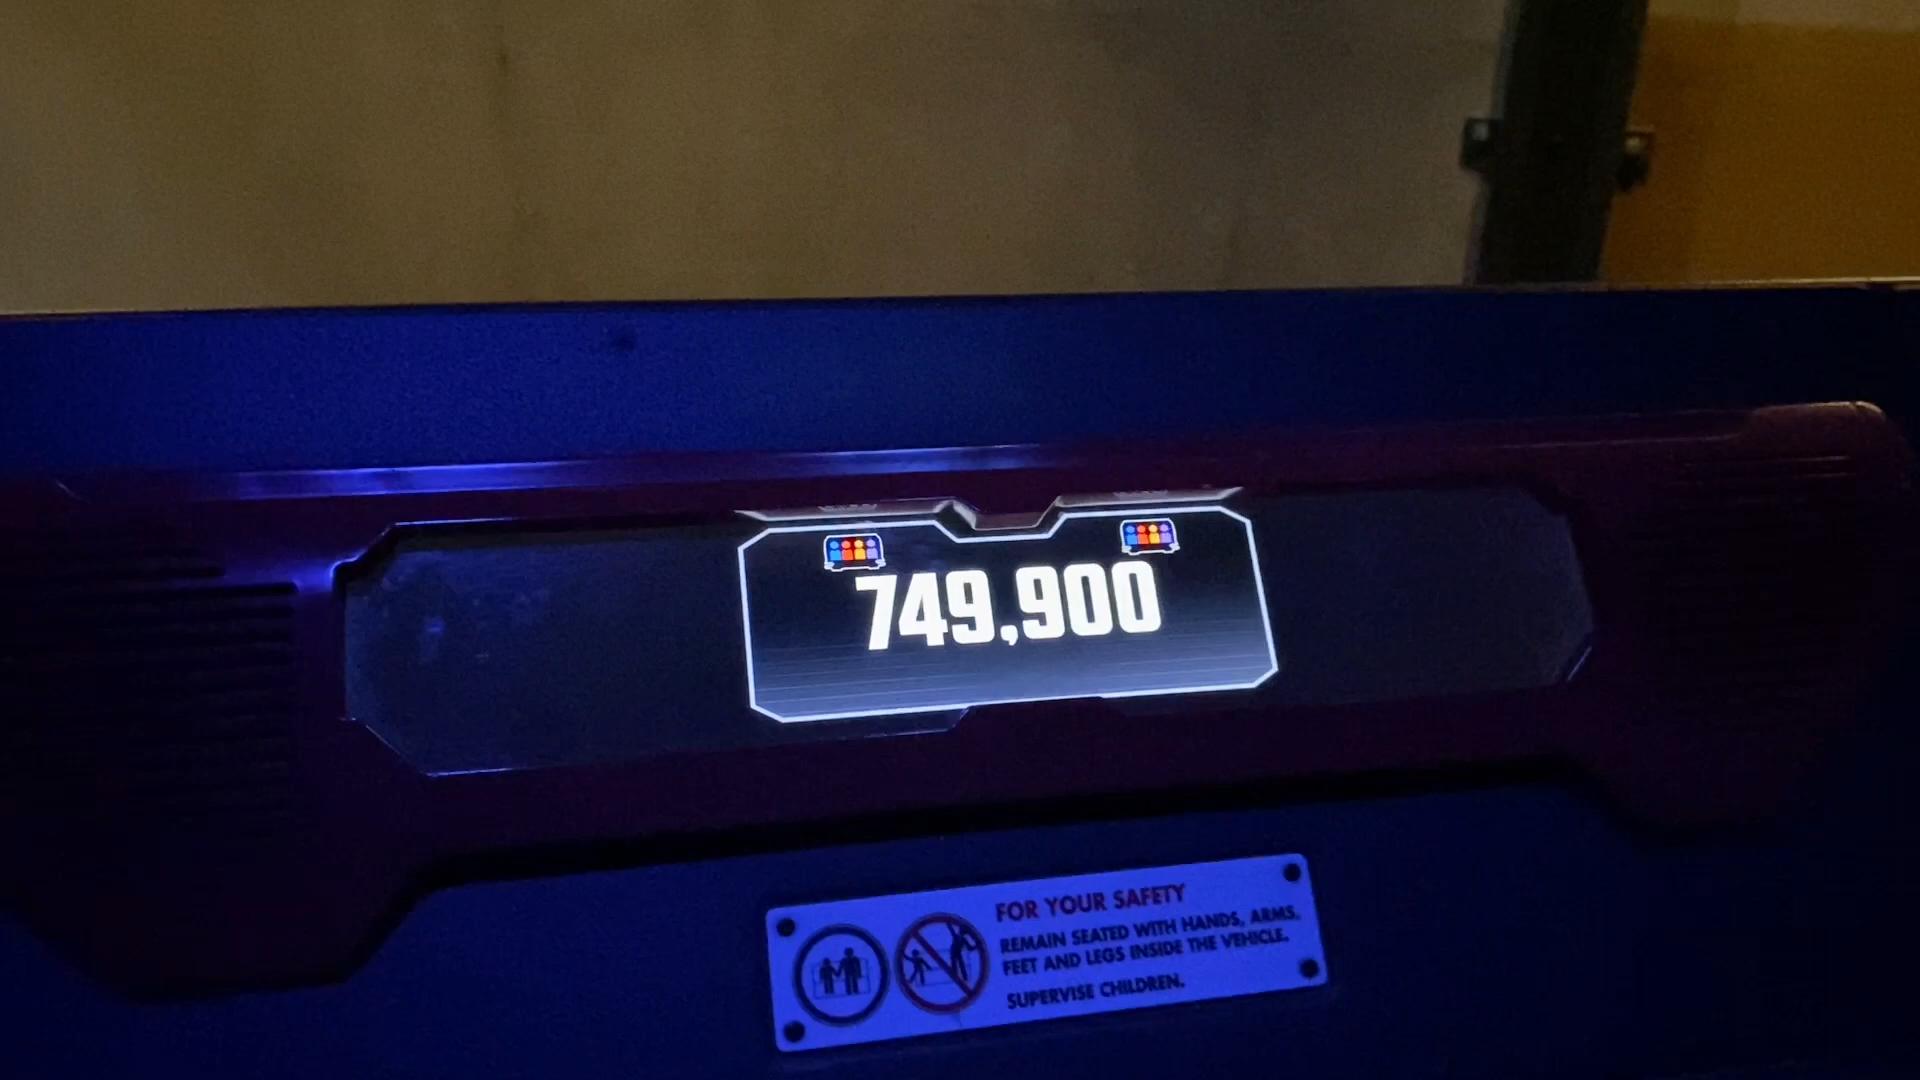 749,900
FOR YOUR SAFETY
REMAIN SEATED WITH HANDS, ARMS,
FEET AND LEGS INSIDE THE VEHICLE.
SUPERVISE CHILDREN.